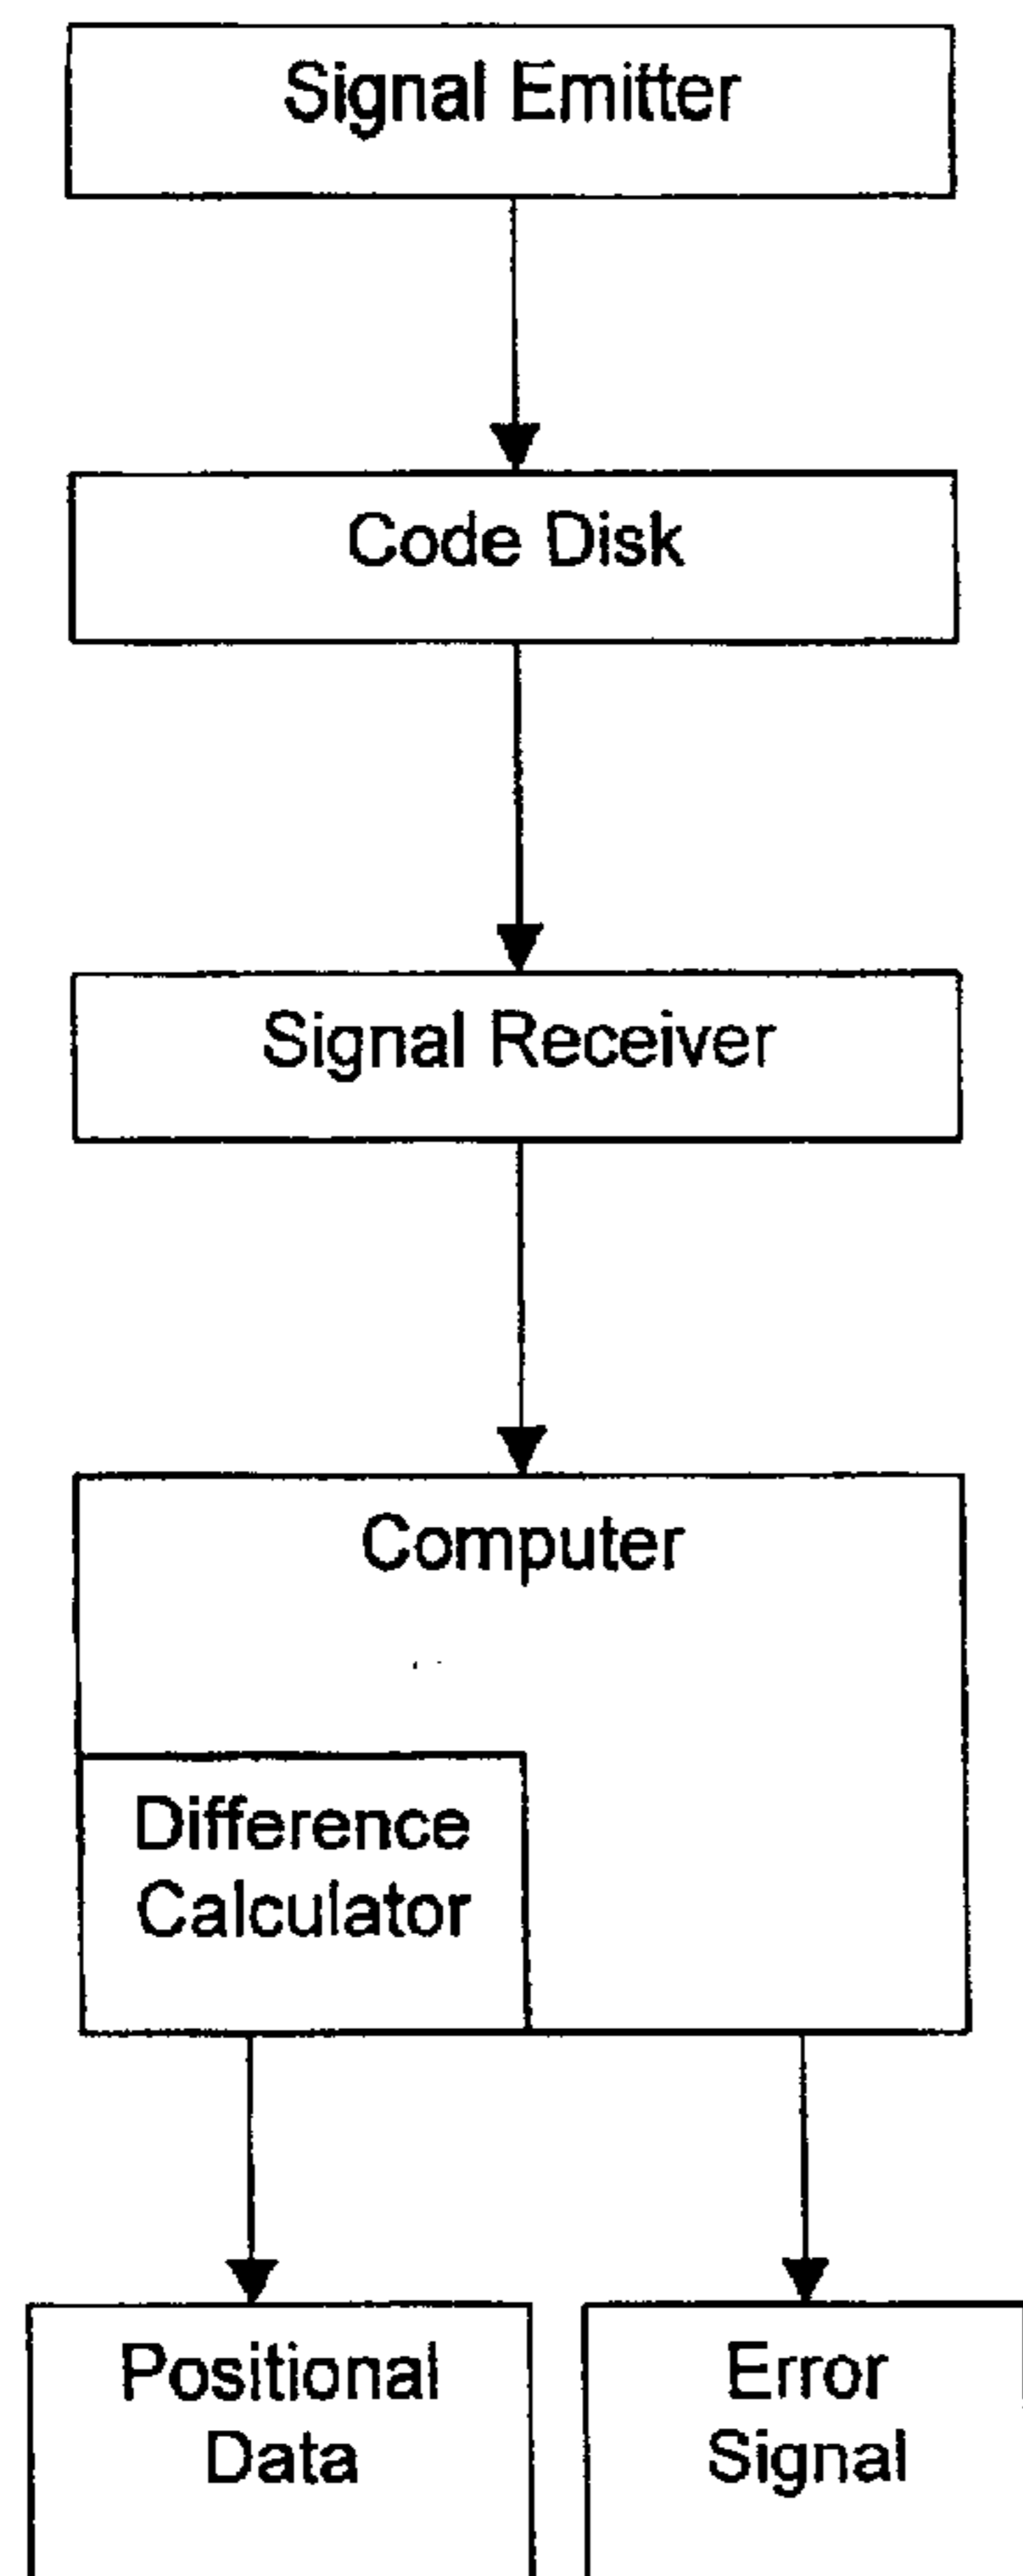 Signal Emitter
Code Disk
Signal Receiver
Computer
Difference
Calculator
Positional
Data
Error
Signal